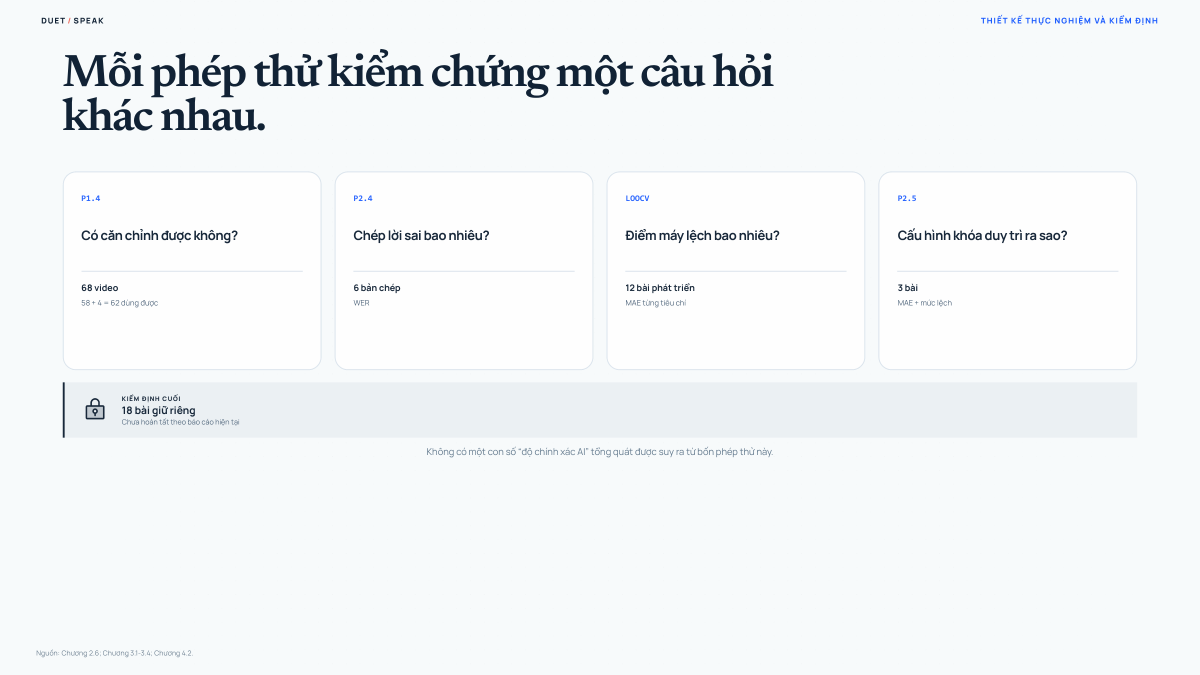 DUET / SPEAK
THIẾT KẾ THỰC NGHIỆM VÀ KIỂM ĐỊNH
Mỗi phép thử kiểm chứng một câu hỏi
khác nhau.
P1.4
Có căn chỉnh được không?
68 video
58 + 4 = 62 dùng được
P2.4
Chép lời sai bao nhiêu?
6 bản chép
WER
LOOCV
Điểm máy lệch bao nhiêu?
12 bài phát triển
MAE từng tiêu chí
P2.5
Cấu hình khóa duy trì ra sao?
3 bài
MAE + mức lệch
KIỂM ĐỊNH CUỐI
18 bài giữ riêng
Chưa hoàn tất theo báo cáo hiện tại
Không có một con số “độ chính xác AI” tổng quát được suy ra từ bốn phép thử này.
Nguồn: Chương 2.6; Chương 3.1-3.4; Chương 4.2.